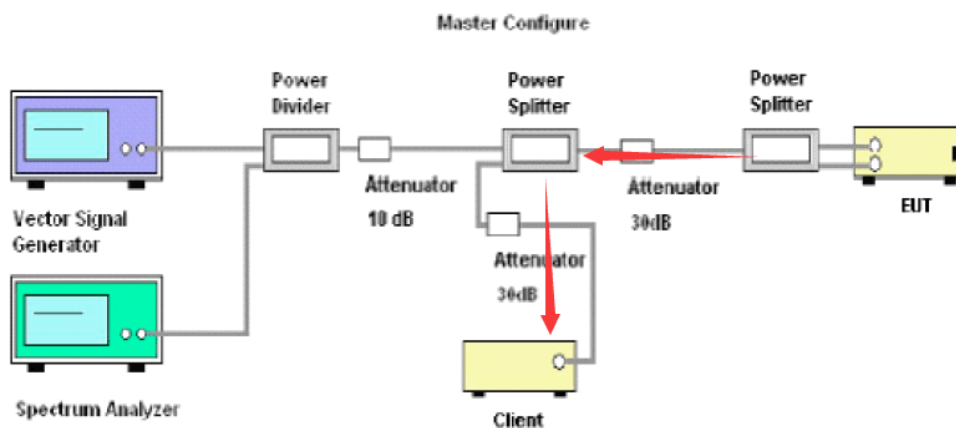 Master Configure
Power
Divider
Power
Splitter
Power
Splitter
Attenuator
10 dB
Attenuator
30dB
EUT
Vector Signal
Generator
Attenuator
30dB
Spectrum Analyzer
Client